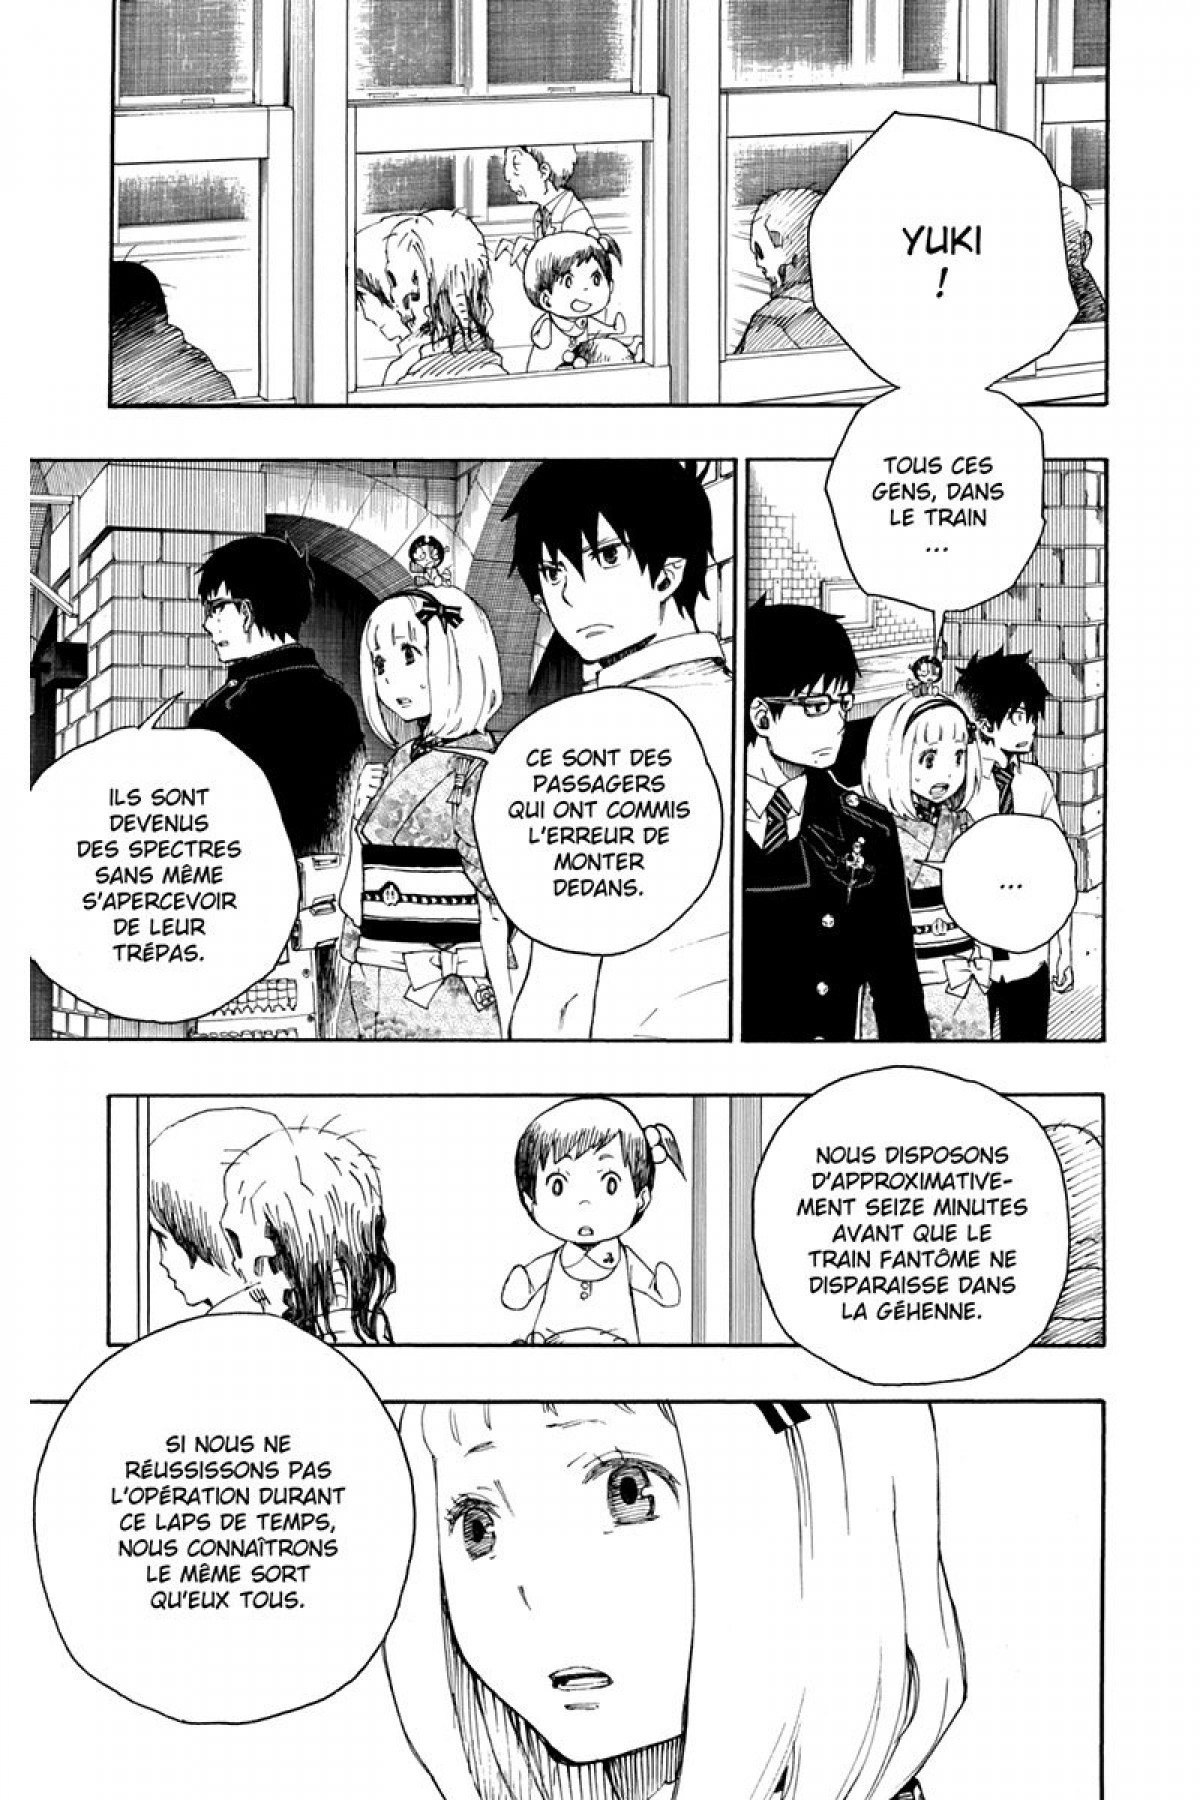 YUKI
!
TOUS CES
GENS, DANS
LE TRAIN
...
...
CE SONT DES
PASSAGERS
QUI ONT COMMIS
L'ERREUR DE
MONTER
DEDANS.
ILS SONT
DEVENUS
DES SPECTRES
SANS MÊME
S'APERCEVOIR
DE LEUR
TRÉPAS.
NOUS DISPOSONS
D'APPROXIMATIVE-
MENT SEIZE MINUTES
AVANT QUE LE
TRAIN FANTÔME NE
DISPARAISSE DANS
LA GÉHENNE.
SI NOUS NE
RÉUSSISSONS PAS
L'OPÉRATION DURANT
CE LAPS DE TEMPS,
NOUS CONNAÎTRONS
LE MÊME SORT
QU'EUX TOUS.